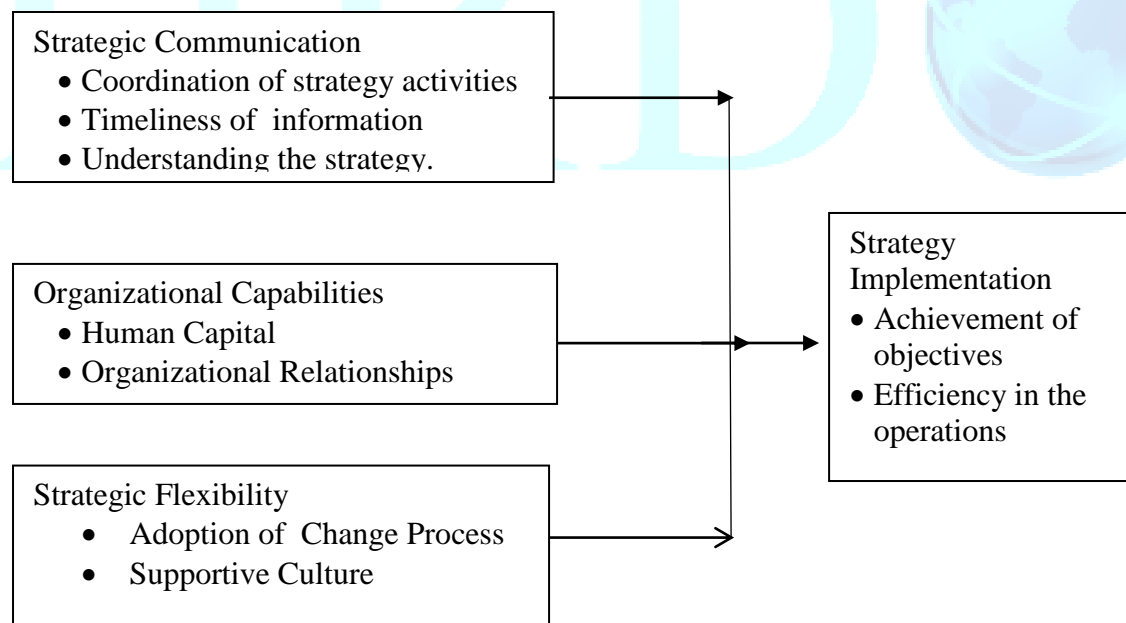 Strategic Communication
• Coordination of strategy activities
• Timeliness of information
• Understanding the strategy.
Organizational Capabilities
• Human Capital
• Organizational Relationships
Strategic Flexibility
• Adoption of Change Process
• Supportive Culture
Strategy
Implementation
• Achievement of
objectives
• Efficiency in the
operations